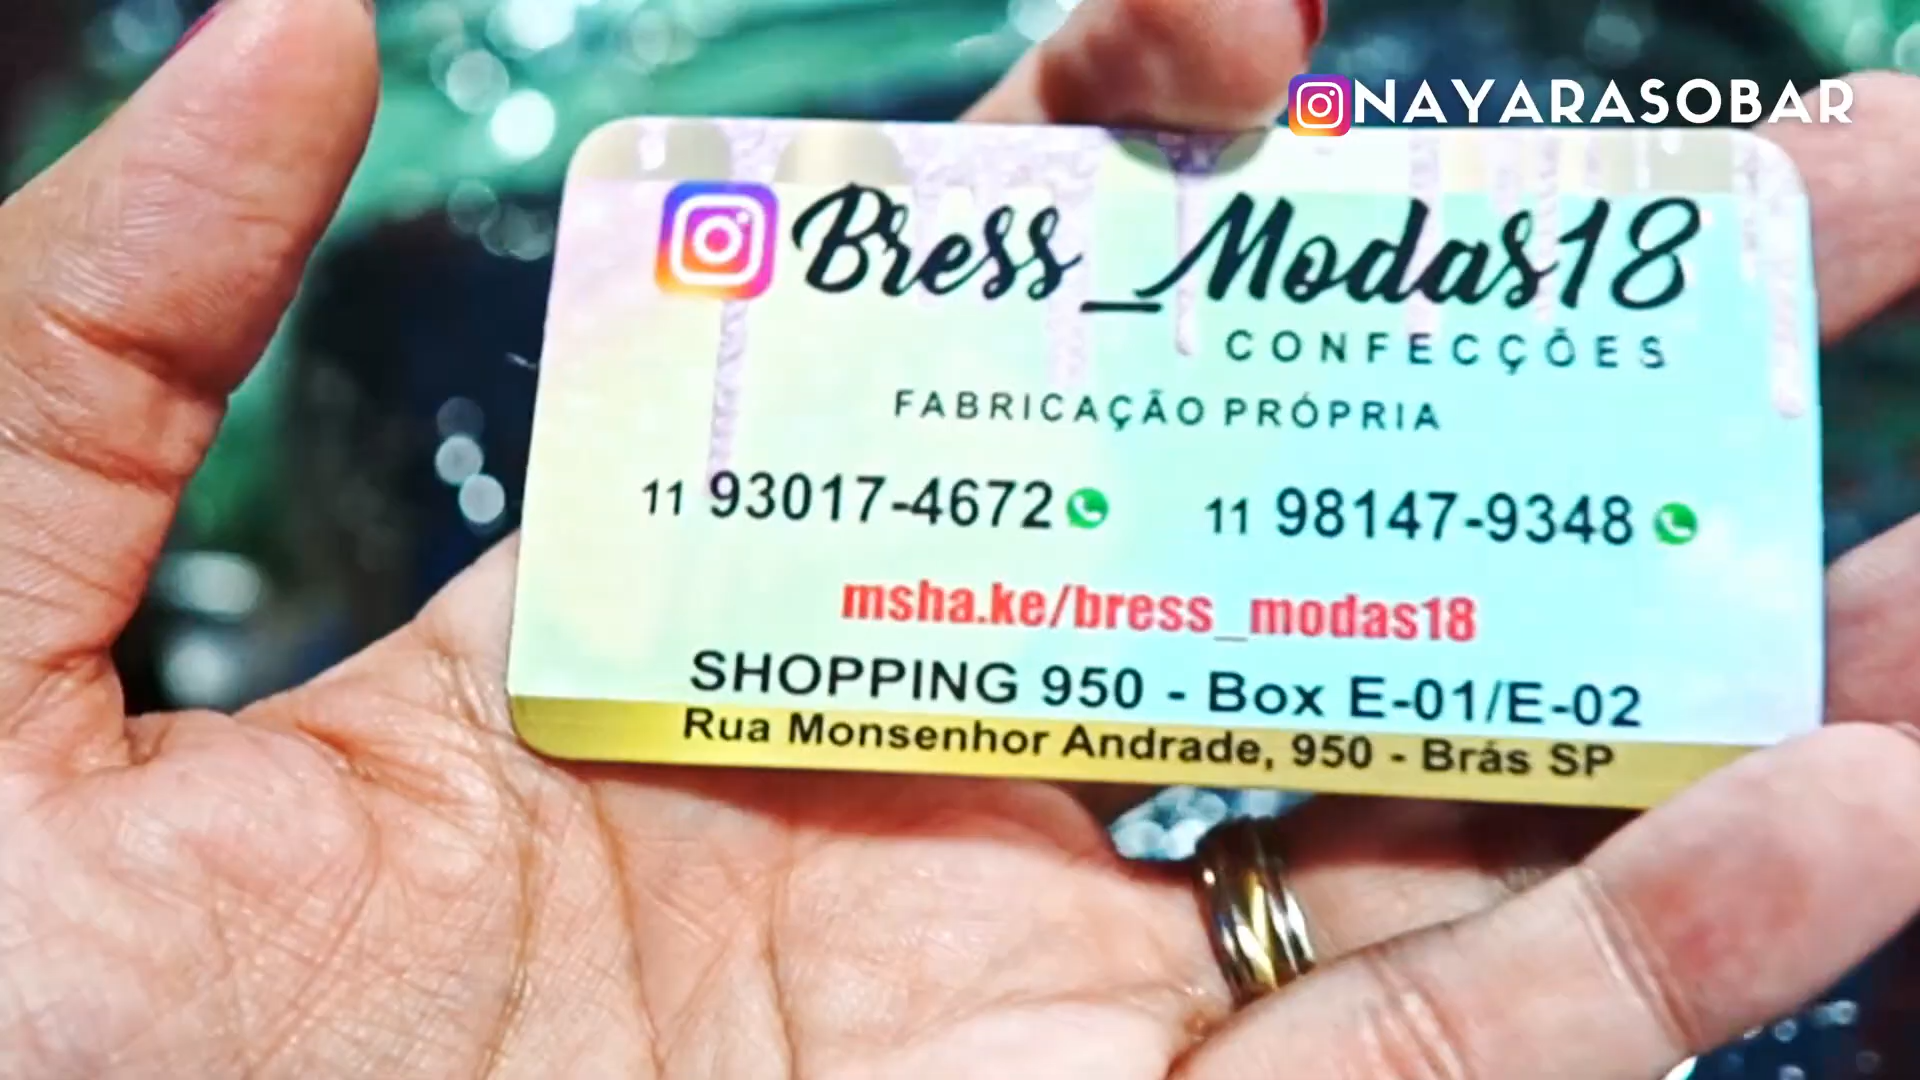 NAYARASOBAR
Bress_Modas18
CONFECÇÕES
FABRICAÇÃO PRÓPRIA
11 93017-4672 11 98147-9348
msha.ke/bress_modas18
SHOPPING 950 - Box E-01/E-02
Rua Monsenhor Andrade, 950 - Brás SP